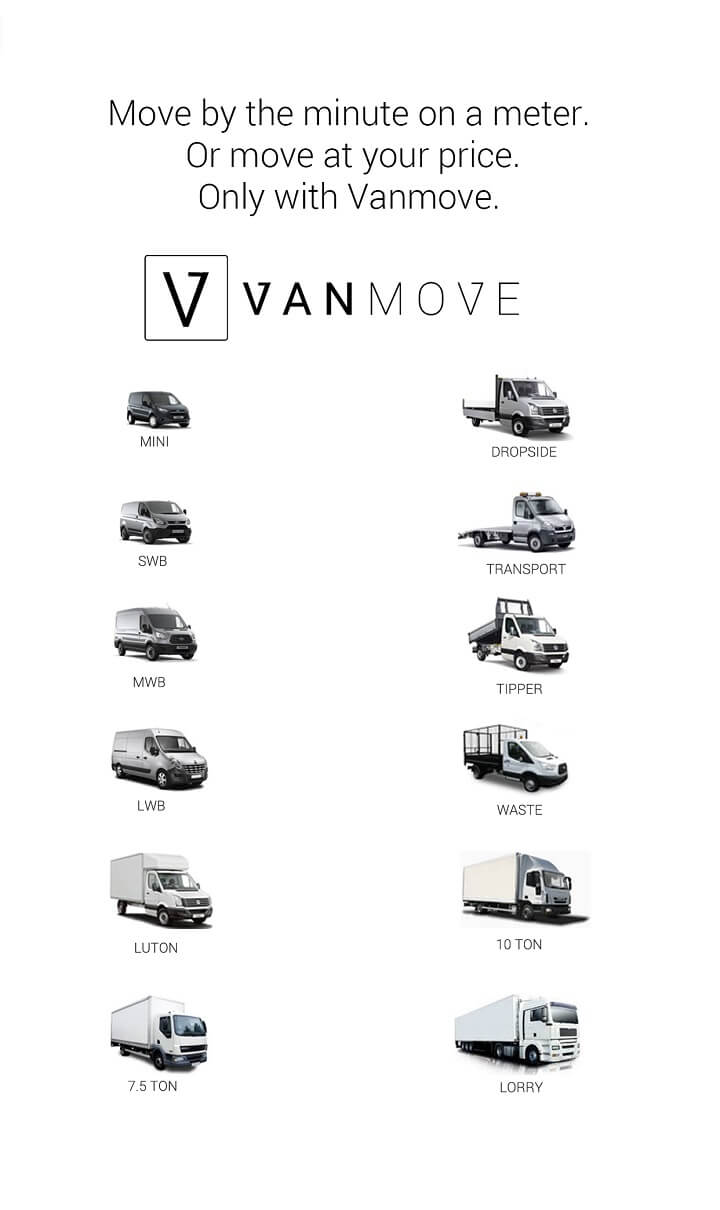 Move by the minute on a meter.
Or move at your price.
Only with Vanmove.
V VANMOVE
MINI
DROPSIDE
SWB
TRANSPORT
MWB
TIPPER
LWB
WASTE
LUTON
10 TON
7.5 TON
LORRY